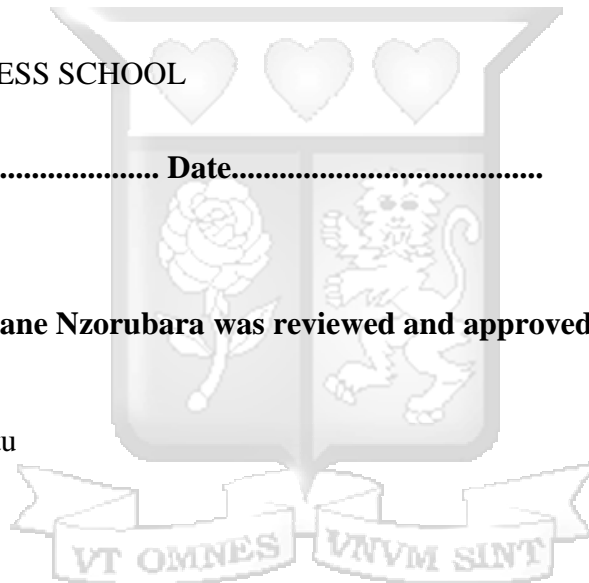 ESS SCHOOL
.................... Date.......................................
ane Nzorubara was reviewed and approved
u
VT OMNES VNVM SINT